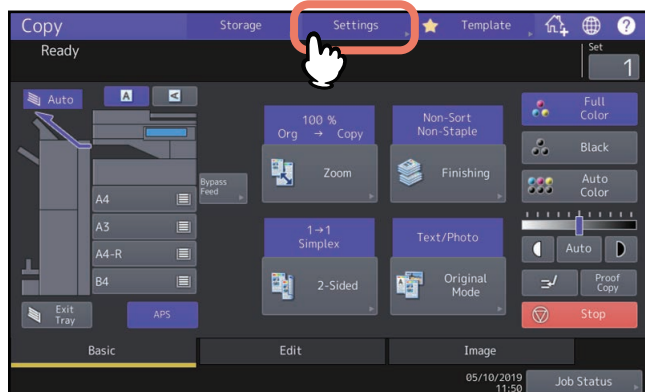 Copy
Storage
Settings
Template
?
Ready
Set
1
Auto
A
A
100 %
Org → Copy
Non-Sort
Non-Staple
Full
Color
Black
Zoom
Finishing
Bypass
Feed
Auto
Color
A4
A3
A4-R
B4
1→1
Simplex
Text/Photo
2-Sided
Original
Mode
Auto
Proof
Copy
Exit
Tray
APS
Stop
Basic
Edit
Image
05/10/2019
11:50
Job Status